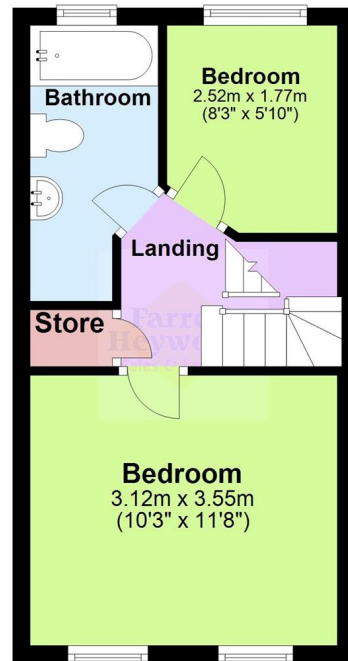 Bedroom
2.52m x 1.77m
(8'3" x 5'10")
Bathroom
Landing
Store
Bedroom
3.12m x 3.55m
(10'3" x 11'8")